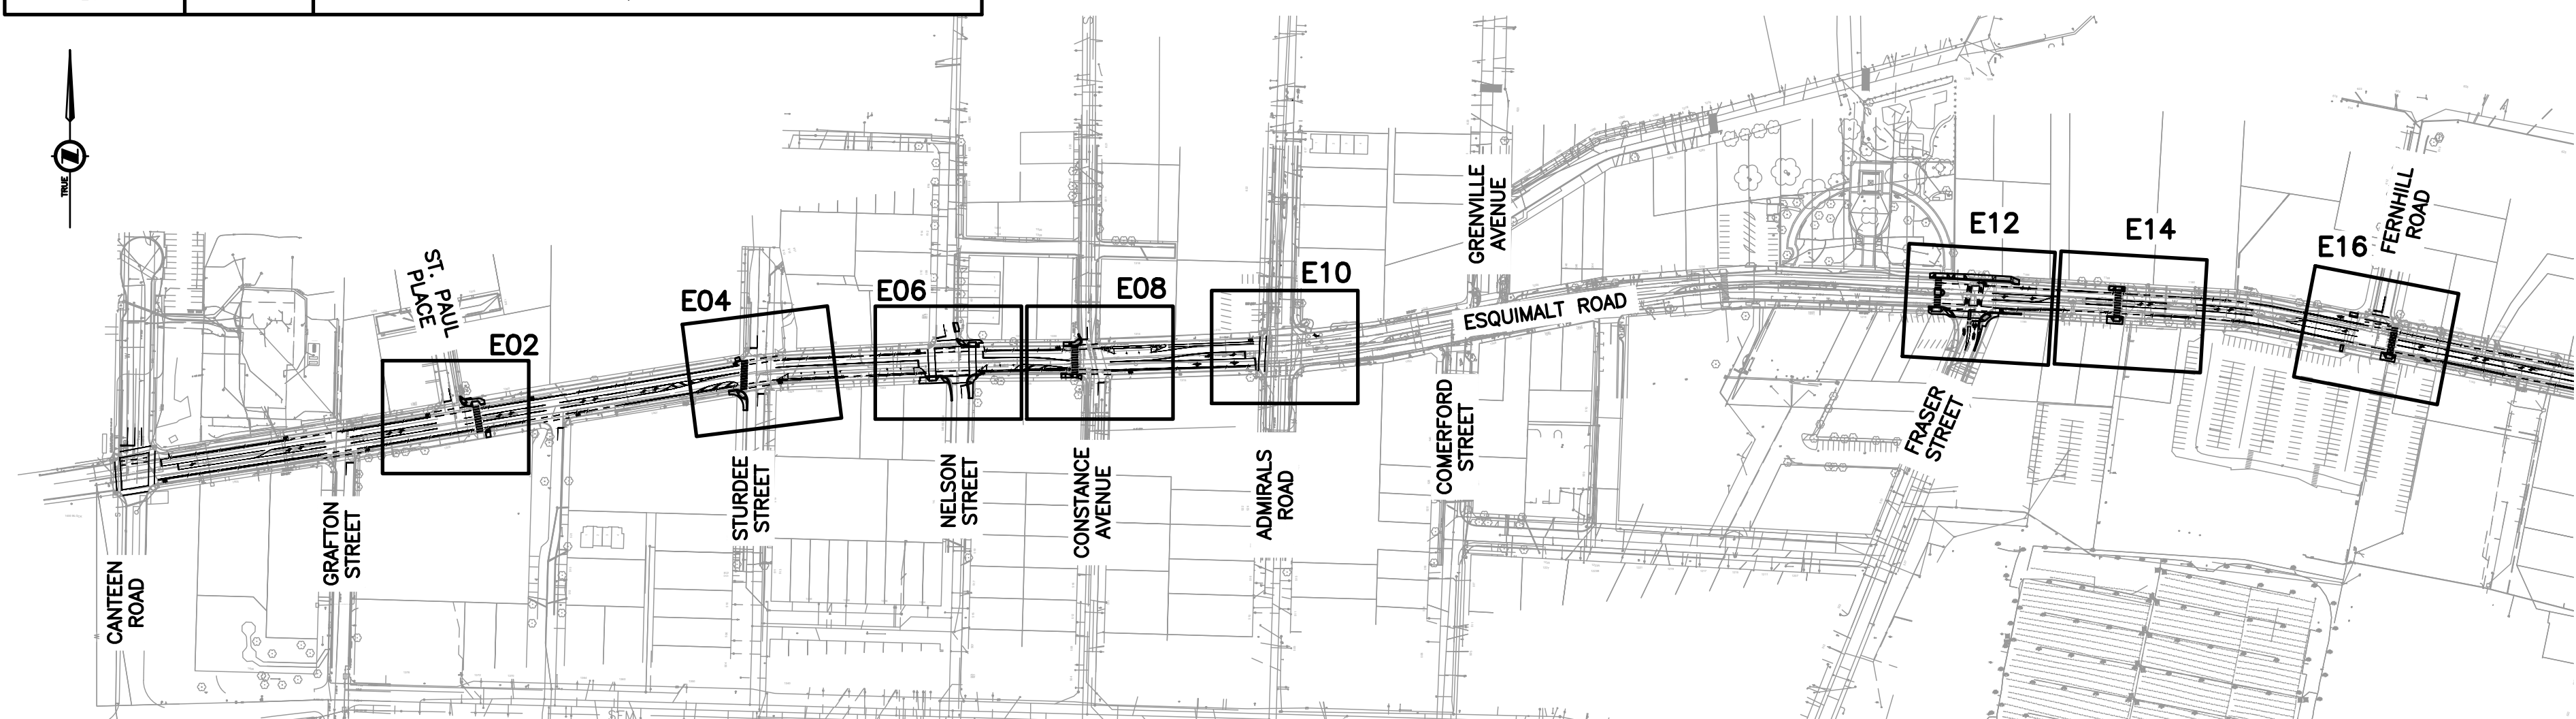 TRUE
ST. PAUL
PLACE
E02
E04
E06
E08
E10
E12
E14
E16
GRENVILLE
AVENUE
FERNHILL
ROAD
ESQUIMALT ROAD
CANTEEN
ROAD
GRAFTON
STREET
STURDEE
STREET
NELSON
STREET
CONSTANCE
AVENUE
ADMIRALS
ROAD
COMERFORD
STREET
FRASER
STREET